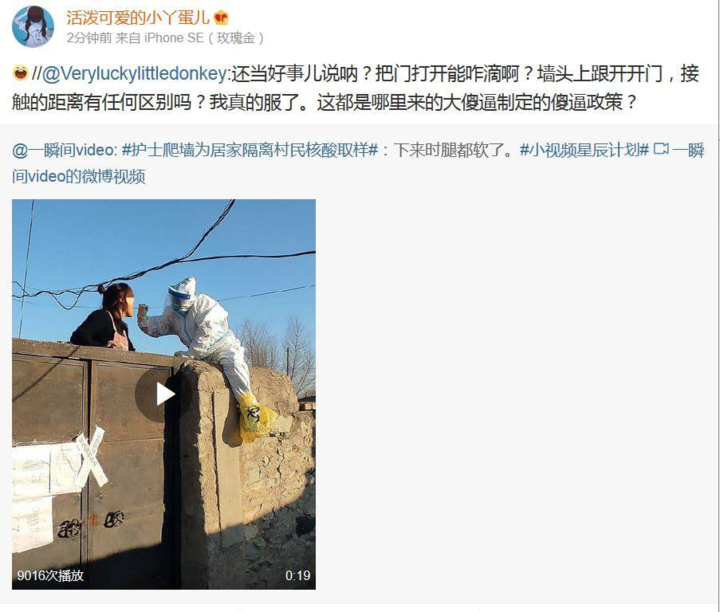 活泼可爱的小丫蛋儿
2分钟前 来自 iPhone SE（玫瑰金）
//@Veryluckylittledonkey:还当好事儿说呐？把门打开能咋滴啊？墙头上跟开开门，接
触的距离有任何区别吗？我真的服了。这都是哪里来的大傻逼制定的傻逼政策？
@一瞬间video: #护士爬墙为居家隔离村民核酸取样#：下来时腿都软了。#小视频星辰计划# 一瞬
间video的微博视频
9016次播放
0:19